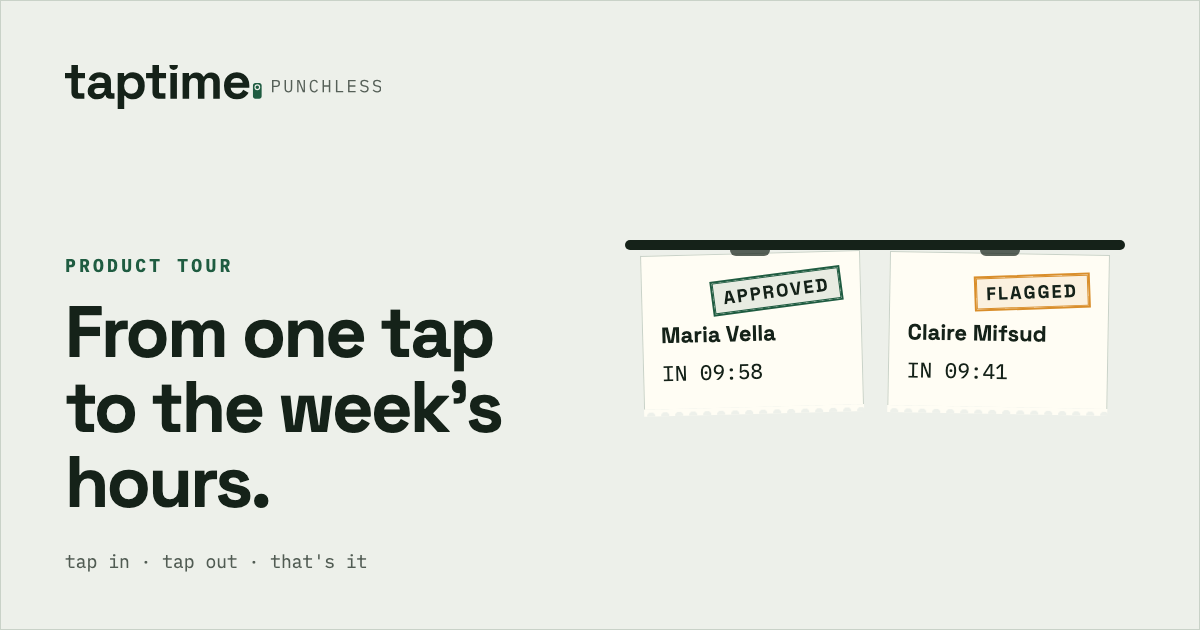 taptime
PUNCHLESS
PRODUCT TOUR
From one tap
to the week’s
hours.
tap in · tap out · that's it
APPROVED
Maria Vella
IN 09:58
FLAGGED
Claire Mifsud
IN 09:41